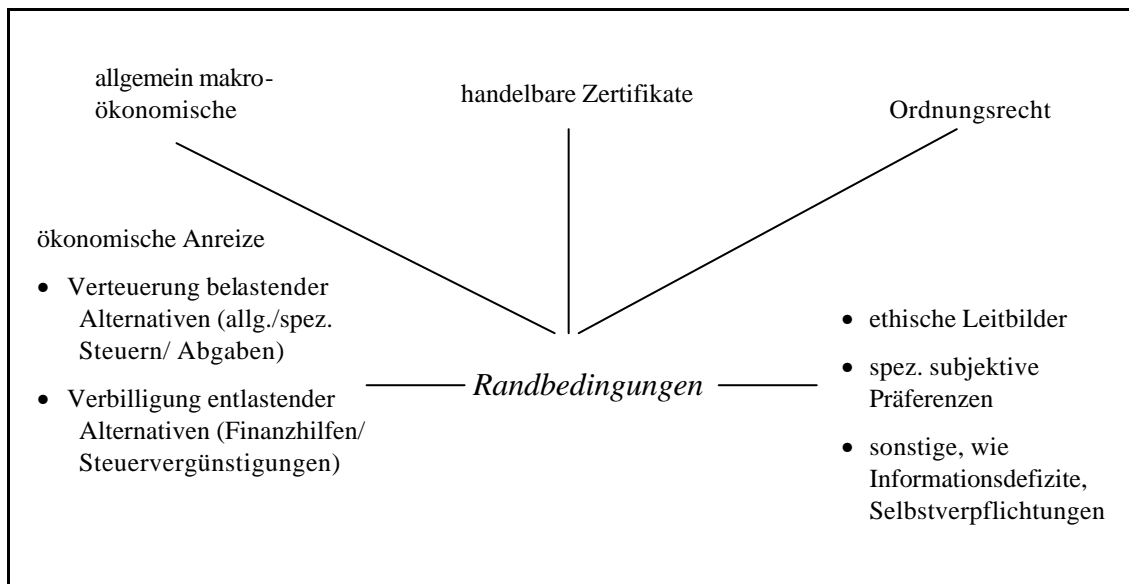 allgemein makro-
ökonomische
handelbare Zertifikate
Ordnungsrecht
ökonomische Anreize
• Verteuerung belastender
Alternativen (allg./spez.
Steuern/ Abgaben)
• Verbilligung entlastender
Alternativen (Finanzhilfen/
Steuervergünstigungen)
Randbedingungen
• ethische Leitbilder
• spez. subjektive
Präferenzen
• sonstige, wie
Informationsdefizite,
Selbstverpflichtungen